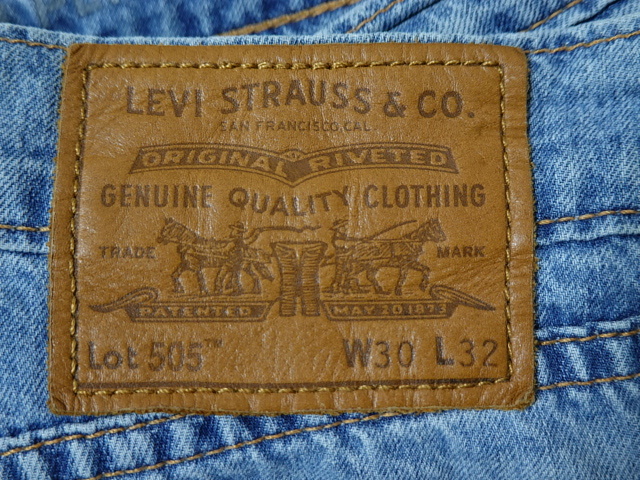 LEVI STRAUSS & CO.
SAN FRANCISCO, CAL.
ORIGINAL RIVETED
GENUINE QUALITY CLOTHING
TRADE MARK
PATENTED MAY 20 1873
Lot 505™ W30 L32